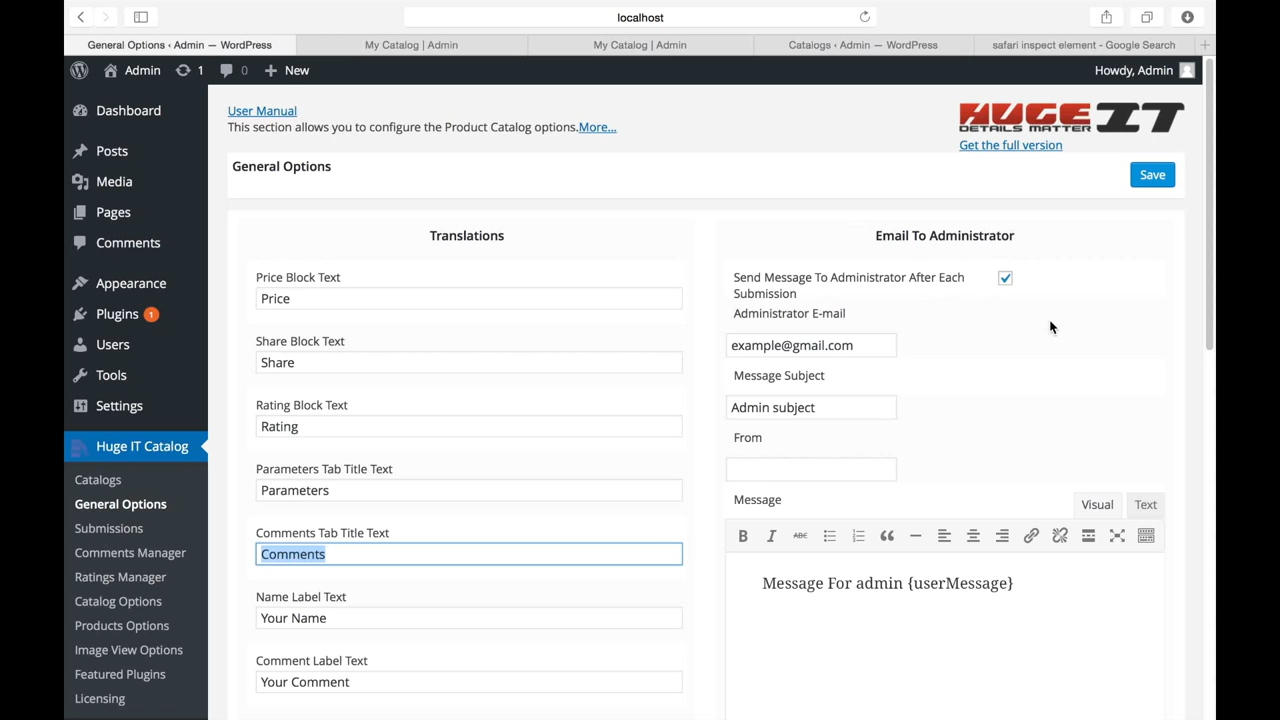 localhost
General Options ‹ Admin — WordPress
My Catalog | Admin
My Catalog | Admin
Catalogs ‹ Admin — WordPress
safari inspect element - Google Search
Admin
1
0
New
Howdy, Admin
Dashboard
Posts
Media
Pages
Comments
Appearance
Plugins 1
Users
Tools
Settings
Huge IT Catalog
Catalogs
General Options
Submissions
Comments Manager
Ratings Manager
Catalog Options
Products Options
Image View Options
Featured Plugins
Licensing
User Manual
This section allows you to configure the Product Catalog options.More...
HUGE IT
DETAILS MATTER
Get the full version
General Options
Save
Translations
Price Block Text
Price
Share Block Text
Share
Rating Block Text
Rating
Parameters Tab Title Text
Parameters
Comments Tab Title Text
Comments
Name Label Text
Your Name
Comment Label Text
Your Comment
Email To Administrator
Send Message To Administrator After Each
Submission
Administrator E-mail
example@gmail.com
Message Subject
Admin subject
From
Message
Visual
Text
B I ABC
Message For admin {userMessage}